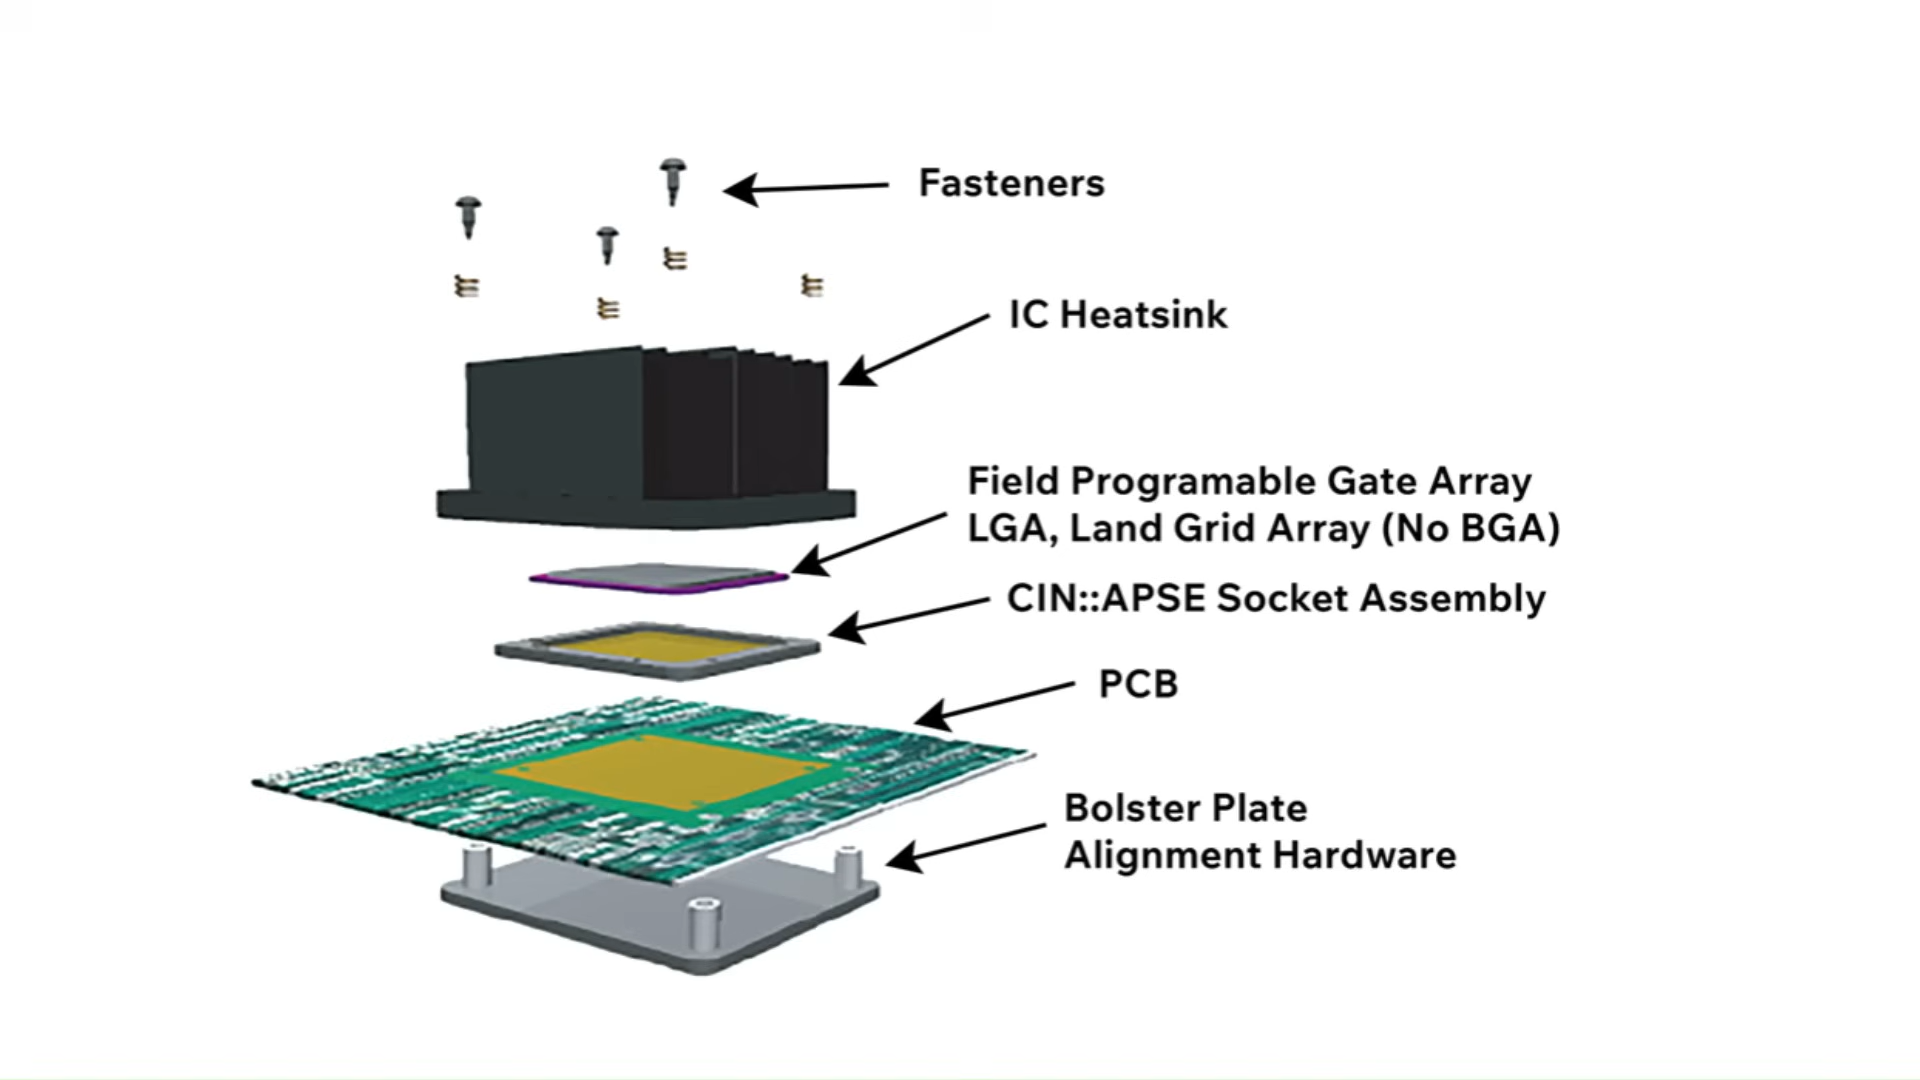 Fasteners
IC Heatsink
Field Programable Gate Array
LGA, Land Grid Array (No BGA)
CIN::APSE Socket Assembly
PCB
Bolster Plate
Alignment Hardware